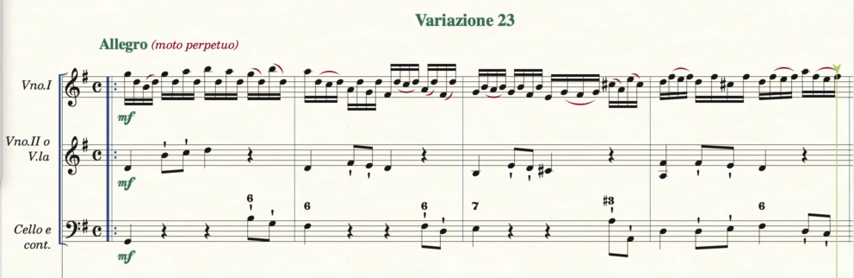 Variazione 23
Allegro (moto perpetuo)
Vno.I
mf
Vno.II o
V.la
mf
6 6 6 7 #3 6
Cello e
cont.
mf